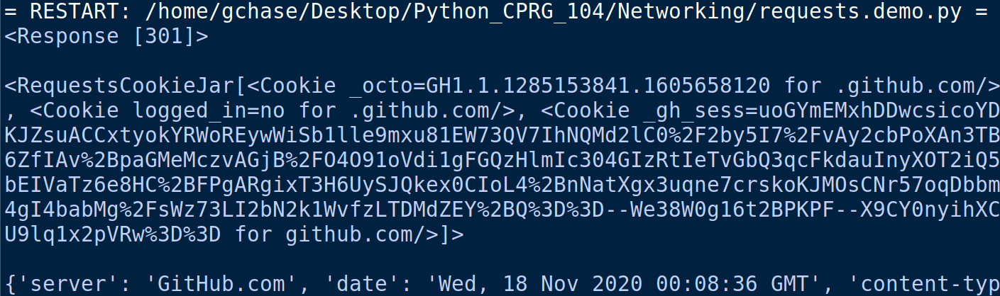 = RESTART: /home/gchase/Desktop/Python_CPRG_104/Networking/requests.demo.py =
<Response [301]>
<RequestsCookieJar[<Cookie _octo=GH1.1.1285153841.1605658120 for .github.com/>
, <Cookie logged_in=no for .github.com/>, <Cookie _gh_sess=uoGYmEMxhDDwcsicoYD
KJZsuACCxtyokYRWoREywWiSb1lle9mxu81EW73QV7IhNQMd2lC0%2F2by5I7%2FvAy2cbPoXAn3TB
6ZfIAv%2BpaGMeMczvAGjB%2FO4O91oVdi1gFGQzHlmIc304GIzRtIeTvGbQ3qcFkdauInyXOT2iQ5
bEIVaTz6e8HC%2BFPgARgixT3H6UySJQkex0CIoL4%2BnNatXgx3uqne7crskoKJMOsCNr57oqDbbm
4gI4babMg%2FsWz73LI2bN2k1WvfzLTDMdZEY%2BQ%3D%3D--We38W0g16t2BPKPF--X9CY0nyihXC
U9lq1x2pVRw%3D%3D for github.com/>]>
{'server': 'GitHub.com', 'date': 'Wed, 18 Nov 2020 00:08:36 GMT', 'content-typ